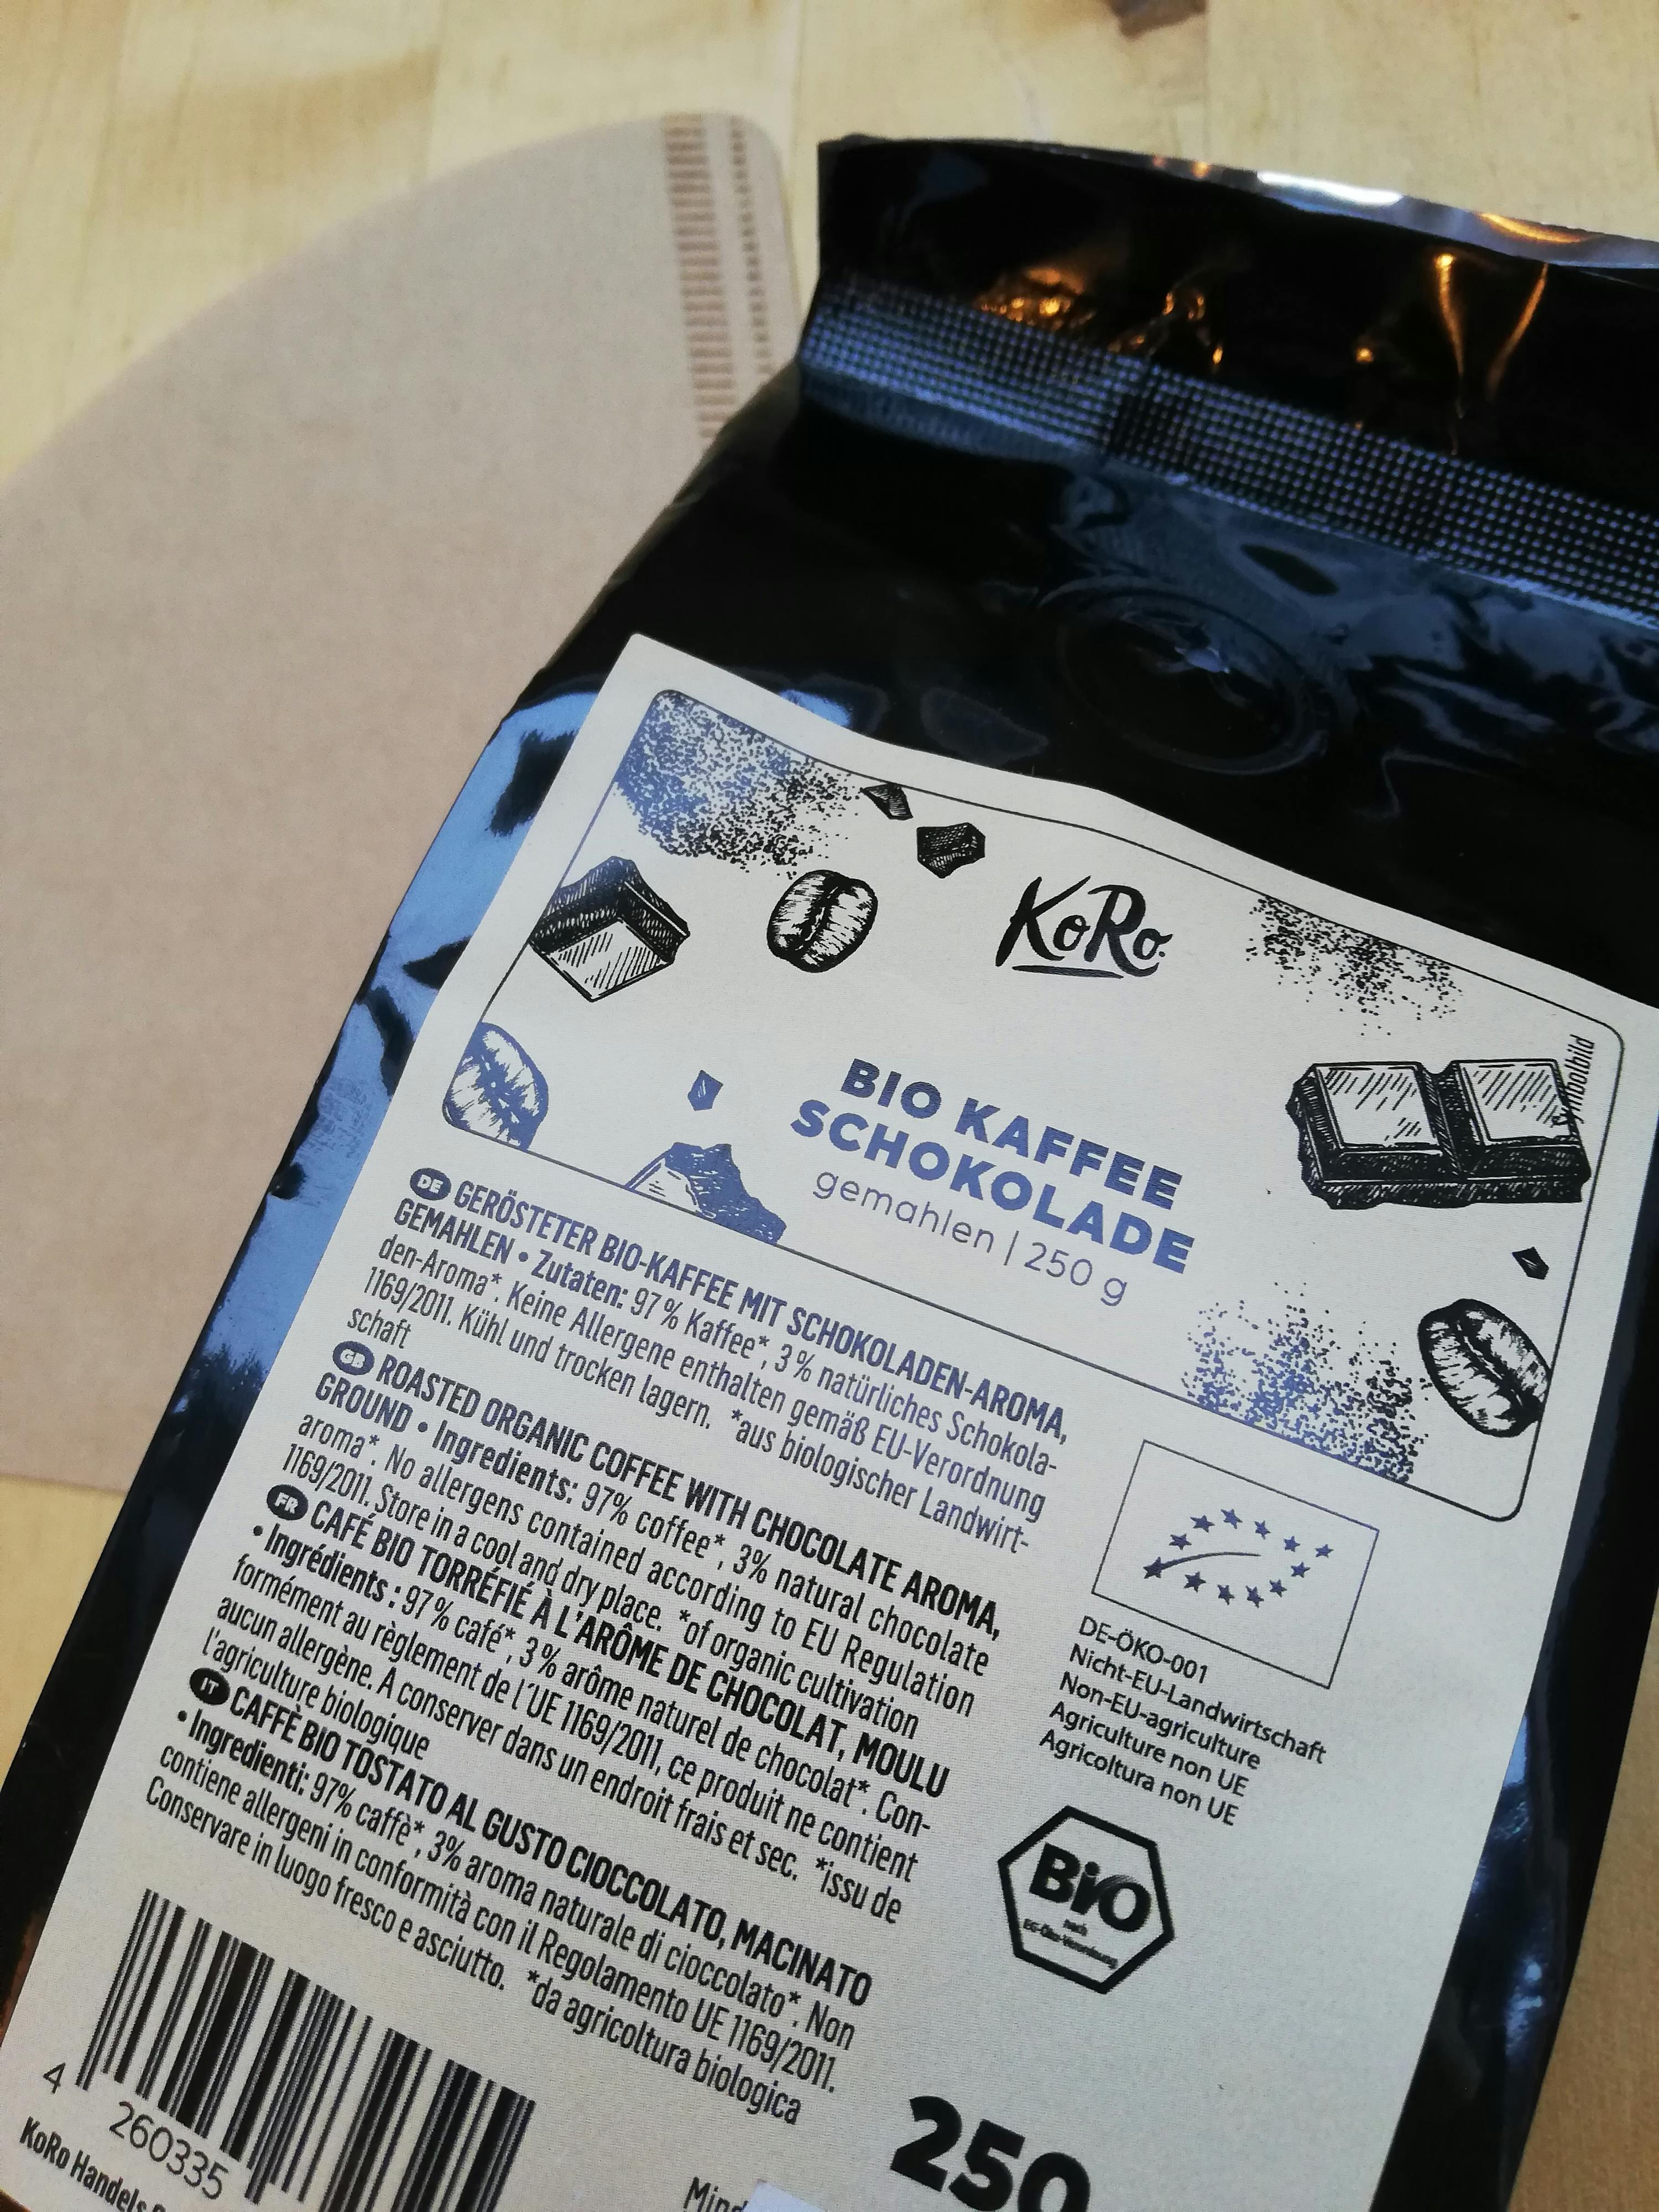 KoRo
BIO KAFFEE
SCHOKOLADE
gemahlen | 250 g
DE GERÖSTETER BIO-KAFFEE MIT SCHOKOLADEN-AROMA,
GEMAHLEN • Zutaten: 97 % Kaffee*, 3 % natürliches Schokola-
den-Aroma*. Keine Allergene enthalten gemäß EU-Verordnung
1169/2011. Kühl und trocken lagern. *aus biologischer Landwirt-
schaft
GB ROASTED ORGANIC COFFEE WITH CHOCOLATE AROMA,
GROUND • Ingredients: 97% coffee*, 3% natural chocolate
aroma*. No allergens contained according to EU Regulation
1169/2011. Store in a cool and dry place. *of organic cultivation
FR CAFÉ BIO TORRÉFIÉ À L'ARÔME DE CHOCOLAT, MOULU
• Ingrédients : 97 % café*, 3 % arôme naturel de chocolat*. Con-
formément au règlement de l'UE 1169/2011, ce produit ne contient
aucun allergène. A conserver dans un endroit frais et sec. *issu de
l'agriculture biologique
IT CAFFÈ BIO TOSTATO AL GUSTO CIOCCOLATO, MACINATO
• Ingredienti: 97% caffè*, 3% aroma naturale di cioccolato*. Non
contiene allergeni in conformità con il Regolamento UE 1169/2011.
Conservare in luogo fresco e asciutto. *da agricoltura biologica
DE-ÖKO-001
Nicht-EU-Landwirtschaft
Non-EU-agriculture
Agriculture non UE
Agricoltura non UE
BiO
nach
EG-Öko-Verordnung
4 260335
KoRo Handels
250